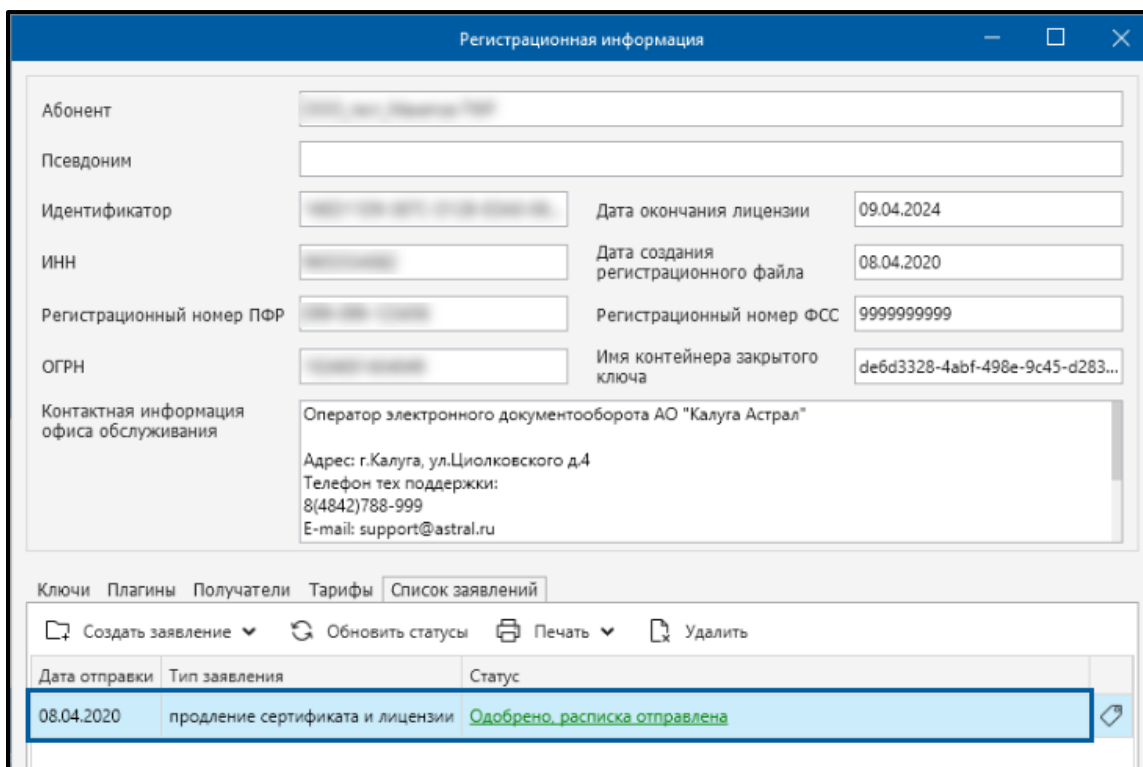 Регистрационная информация
Абонент
Псевдоним
Идентификатор
Дата окончания лицензии
09.04.2024
ИНН
Дата создания
регистрационного файла
08.04.2020
Регистрационный номер ПФР
Регистрационный номер ФСС
9999999999
ОГРН
Имя контейнера закрытого
ключа
de6d3328-4abf-498e-9c45-d283...
Контактная информация
офиса обслуживания
Оператор электронного документооборота АО "Калуга Астрал"
Адрес: г.Калуга, ул.Циолковского д.4
Телефон тех поддержки:
8(4842)788-999
E-mail: support@astral.ru
Ключи Плагины Получатели Тарифы Список заявлений
Создать заявление Обновить статусы Печать Удалить
Дата отправки Тип заявления Статус
08.04.2020 продление сертификата и лицензии Одобрено, расписка отправлена